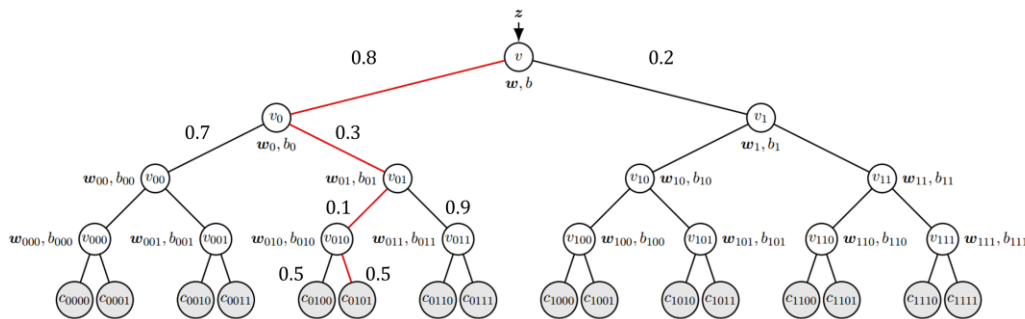 z
0.8 v 0.2
w, b
v₀ v₁
0.7 0.3
w₀, b₀ w₁, b₁
w₀₀, b₀₀ v₀₀ w₀₁, b₀₁ v₀₁ v₁₀ w₁₀, b₁₀ v₁₁ w₁₁, b₁₁
0.1 0.9
w₀₀₀, b₀₀₀ v₀₀₀ w₀₀₁, b₀₀₁ v₀₀₁ w₀₁₀, b₀₁₀ v₀₁₀ w₀₁₁, b₀₁₁ v₀₁₁ v₁₀₀ w₁₀₀, b₁₀₀ v₁₀₁ w₁₀₁, b₁₀₁ v₁₁₀ w₁₁₀, b₁₁₀ v₁₁₁ w₁₁₁, b₁₁₁
0.5 0.5
c₀₀₀₀ c₀₀₀₁ c₀₀₁₀ c₀₀₁₁ c₀₁₀₀ c₀₁₀₁ c₀₁₁₀ c₀₁₁₁ c₁₀₀₀ c₁₀₀₁ c₁₀₁₀ c₁₀₁₁ c₁₁₀₀ c₁₁₀₁ c₁₁₁₀ c₁₁₁₁